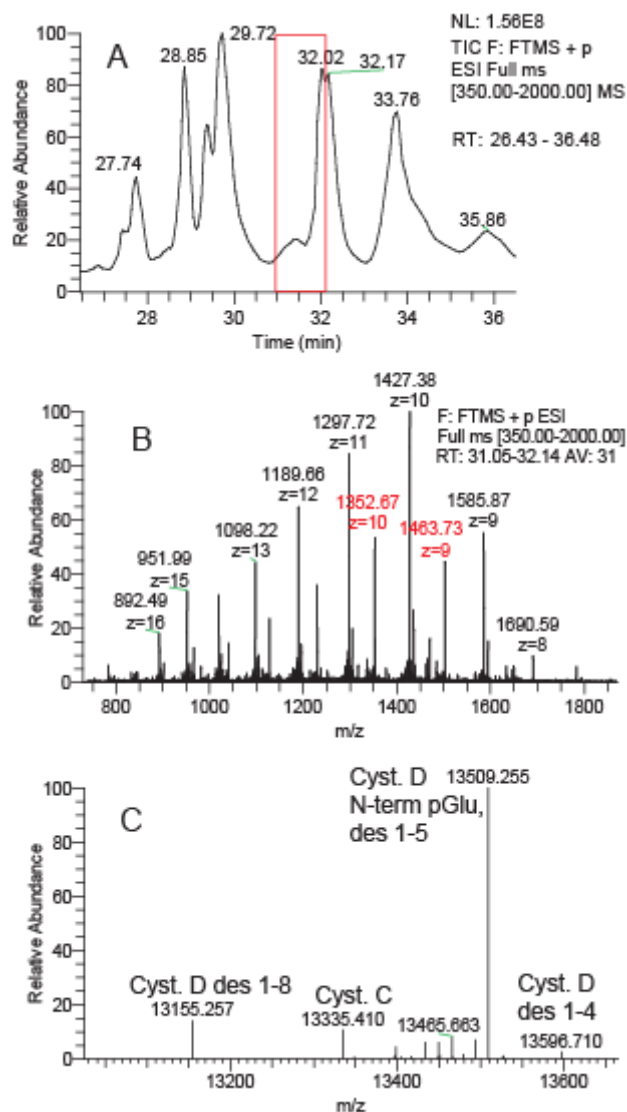 A
29.72
28.85
32.02
32.17
33.76
27.74
35.86
NL: 1.56E8
TIC F: FTMS + p
ESI Full ms
[350.00-2000.00] MS
RT: 26.43 - 36.48
Relative Abundance
100
80
60
40
20
0
28
30
32
34
36
Time (min)
B
1427.38
z=10
1297.72
z=11
1189.66
z=12
1352.67
z=10
1098.22
z=13
1463.73
z=9
1585.87
z=9
951.99
z=15
892.49
z=16
1690.59
z=8
F: FTMS + p ESI
Full ms [350.00-2000.00]
RT: 31.05-32.14 AV: 31
Relative Abundance
100
80
60
40
20
0
800
1000
1200
1400
1600
1800
m/z
C
Cyst. D
N-term pGlu,
des 1-5
13509.255
Cyst. D des 1-8
13155.257
Cyst. C
13335.410
13465.663
Cyst. D
des 1-4
13596.710
Relative Abundance
100
80
60
40
20
0
13200
13400
13600
m/z